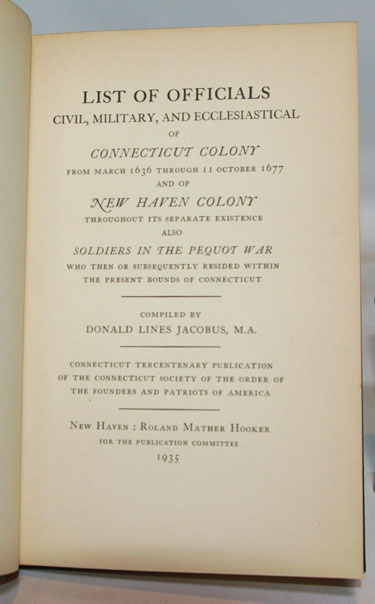 LIST OF OFFICIALS
CIVIL, MILITARY, AND ECCLESIASTICAL
OF
CONNECTICUT COLONY
FROM MARCH 1636 THROUGH 11 OCTOBER 1677
AND OF
NEW HAVEN COLONY
THROUGHOUT ITS SEPARATE EXISTENCE
ALSO
SOLDIERS IN THE PEQUOT WAR
WHO THEN OR SUBSEQUENTLY RESIDED WITHIN
THE PRESENT BOUNDS OF CONNECTICUT
COMPILED BY
DONALD LINES JACOBUS, M.A.
CONNECTICUT TERCENTENARY PUBLICATION
OF THE CONNECTICUT SOCIETY OF THE ORDER OF
THE FOUNDERS AND PATRIOTS OF AMERICA
NEW HAVEN : ROLAND MATHER HOOKER
FOR THE PUBLICATION COMMITTEE
1935